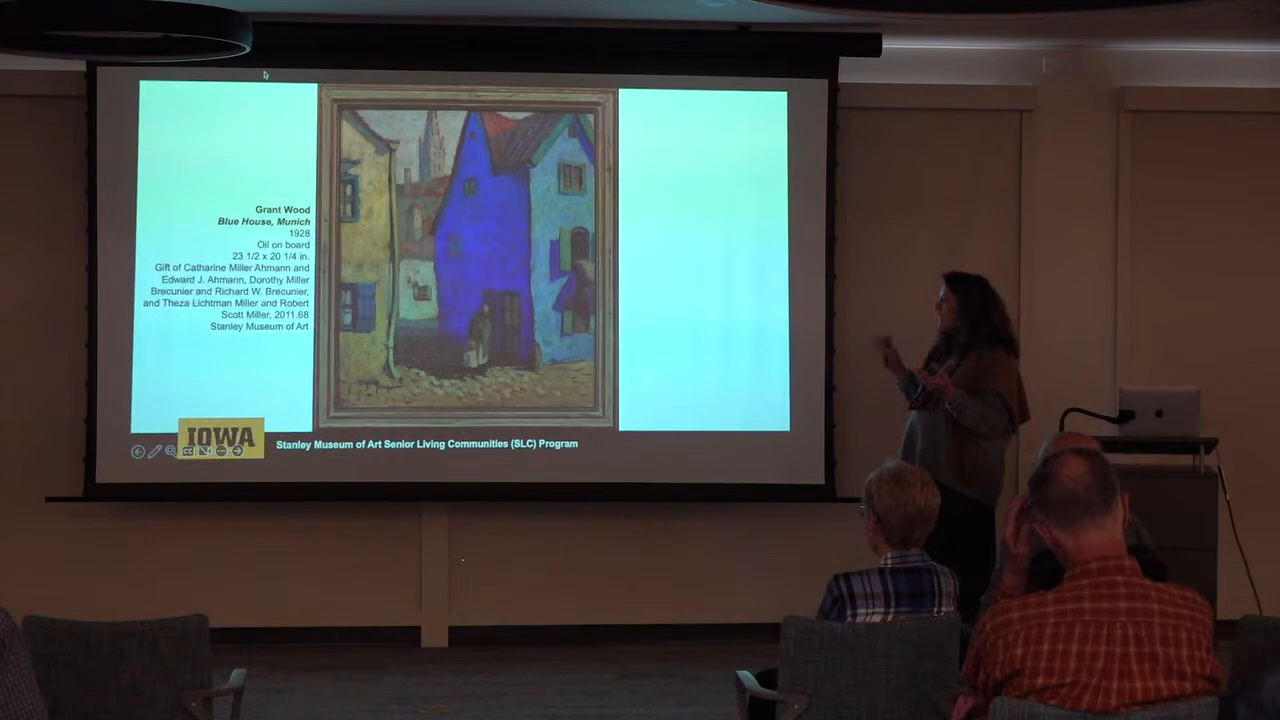 Grant Wood
Blue House, Munich
1928
Oil on board
23 1/2 x 20 1/4 in.
Gift of Catharine Miller Ahmann and
Edward J. Ahmann, Dorothy Miller
Brecunier and Richard W. Brecunier,
and Theza Lichtman Miller and Robert
Scott Miller, 2011.68
Stanley Museum of Art
IOWA
Stanley Museum of Art Senior Living Communities (SLC) Program